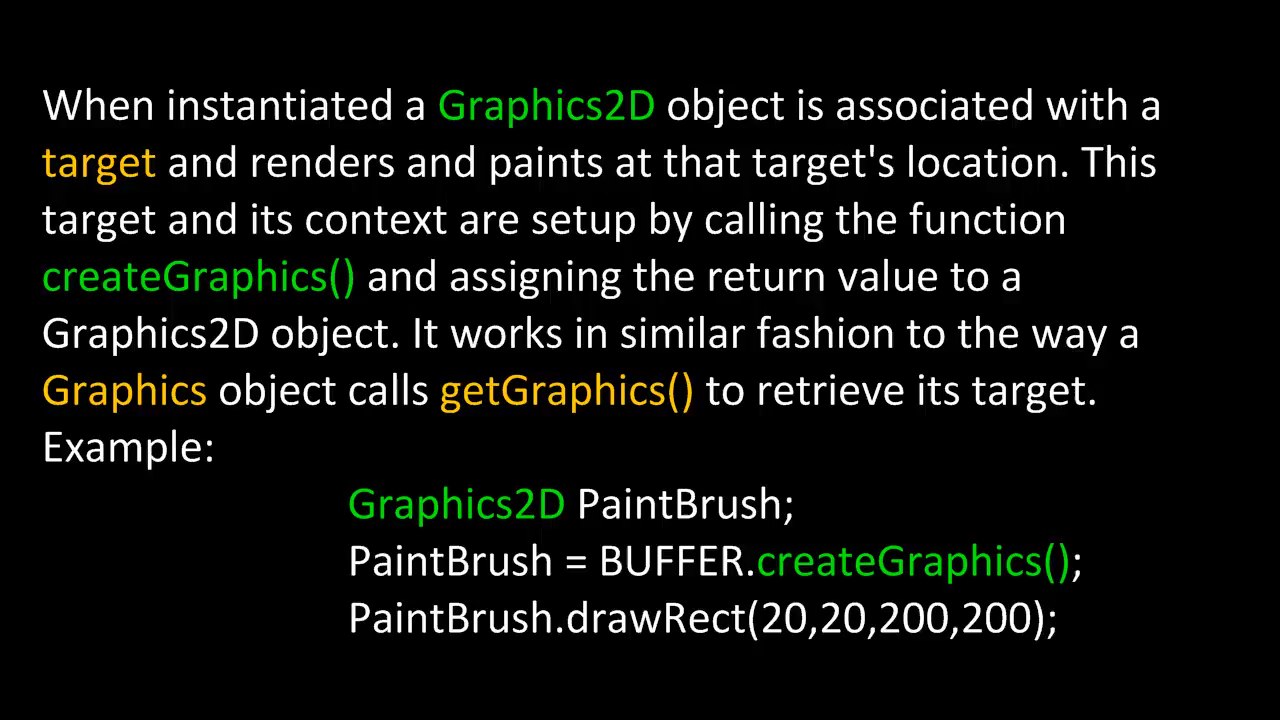 When instantiated a Graphics2D object is associated with a
target and renders and paints at that target's location. This
target and its context are setup by calling the function
createGraphics() and assigning the return value to a
Graphics2D object. It works in similar fashion to the way a
Graphics object calls getGraphics() to retrieve its target.
Example:
Graphics2D PaintBrush;
PaintBrush = BUFFER.createGraphics();
PaintBrush.drawRect(20,20,200,200);